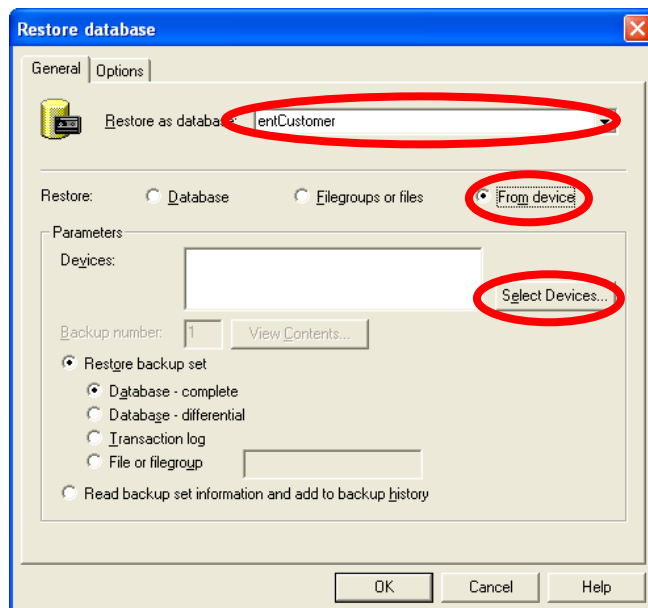 Restore database
General Options
Restore as database: entCustomer
Restore: Database Filegroups or files From device
Parameters
Devices:
Select Devices...
Backup number: 1 View Contents...
Restore backup set
Database - complete
Database - differential
Transaction log
File or filegroup
Read backup set information and add to backup history
OK Cancel Help